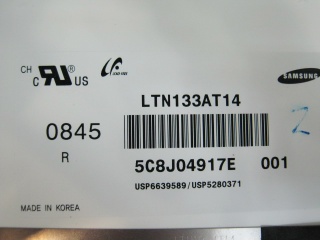 CH
C US
SAMSUNG
LTN133AT14
0845
R
5C8J04917E 001
USP6639589/USP5280371
MADE IN KOREA